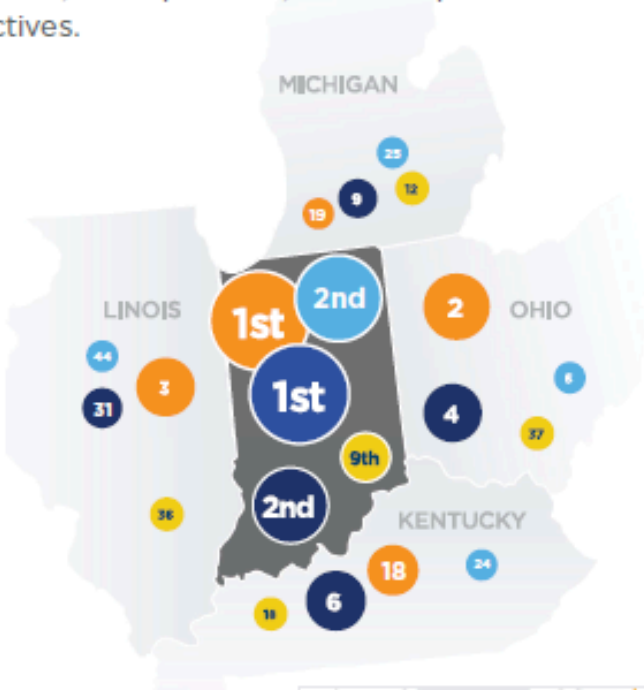 ctives.
MICHIGAN
25
12
9
19
2nd
1st
2
OHIO
LINOIS
44
3
6
1st
31
4
37
9th
2nd
36
KENTUCKY
24
18
6